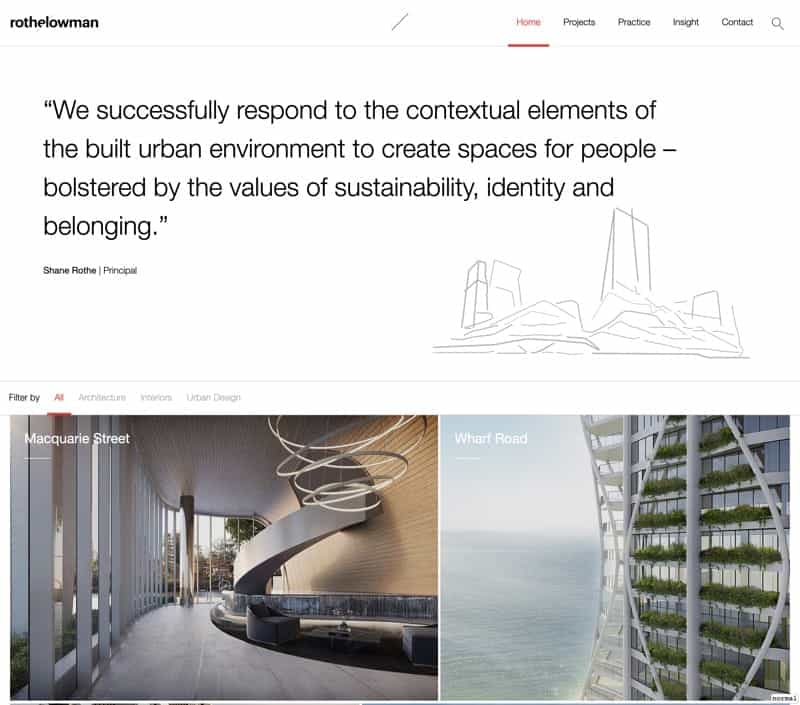 rothelowman
Home Projects Practice Insight Contact
“We successfully respond to the contextual elements of
the built urban environment to create spaces for people –
bolstered by the values of sustainability, identity and
belonging.”
Shane Rothe | Principal
Filter by All Architecture Interiors Urban Design
Macquarie Street
Wharf Road
normal